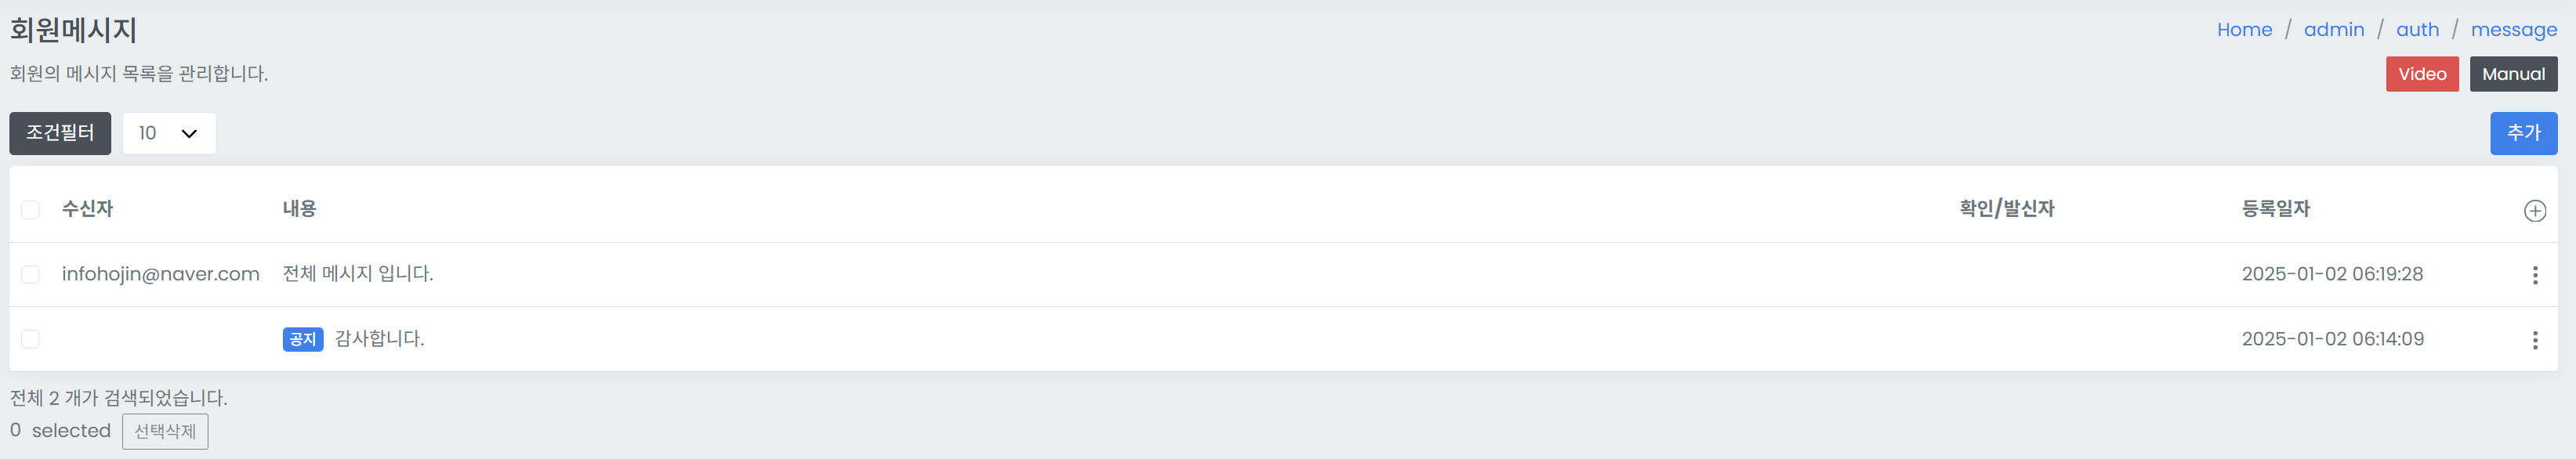 회원메시지
Home / admin / auth / message
회원의 메시지 목록을 관리합니다.
Video Manual
조건필터 10 추가
수신자 내용 확인/발신자 등록일자
infohojin@naver.com 전체 메시지 입니다. 2025-01-02 06:19:28
공지 감사합니다. 2025-01-02 06:14:09
전체 2 개가 검색되었습니다.
0 selected 선택삭제